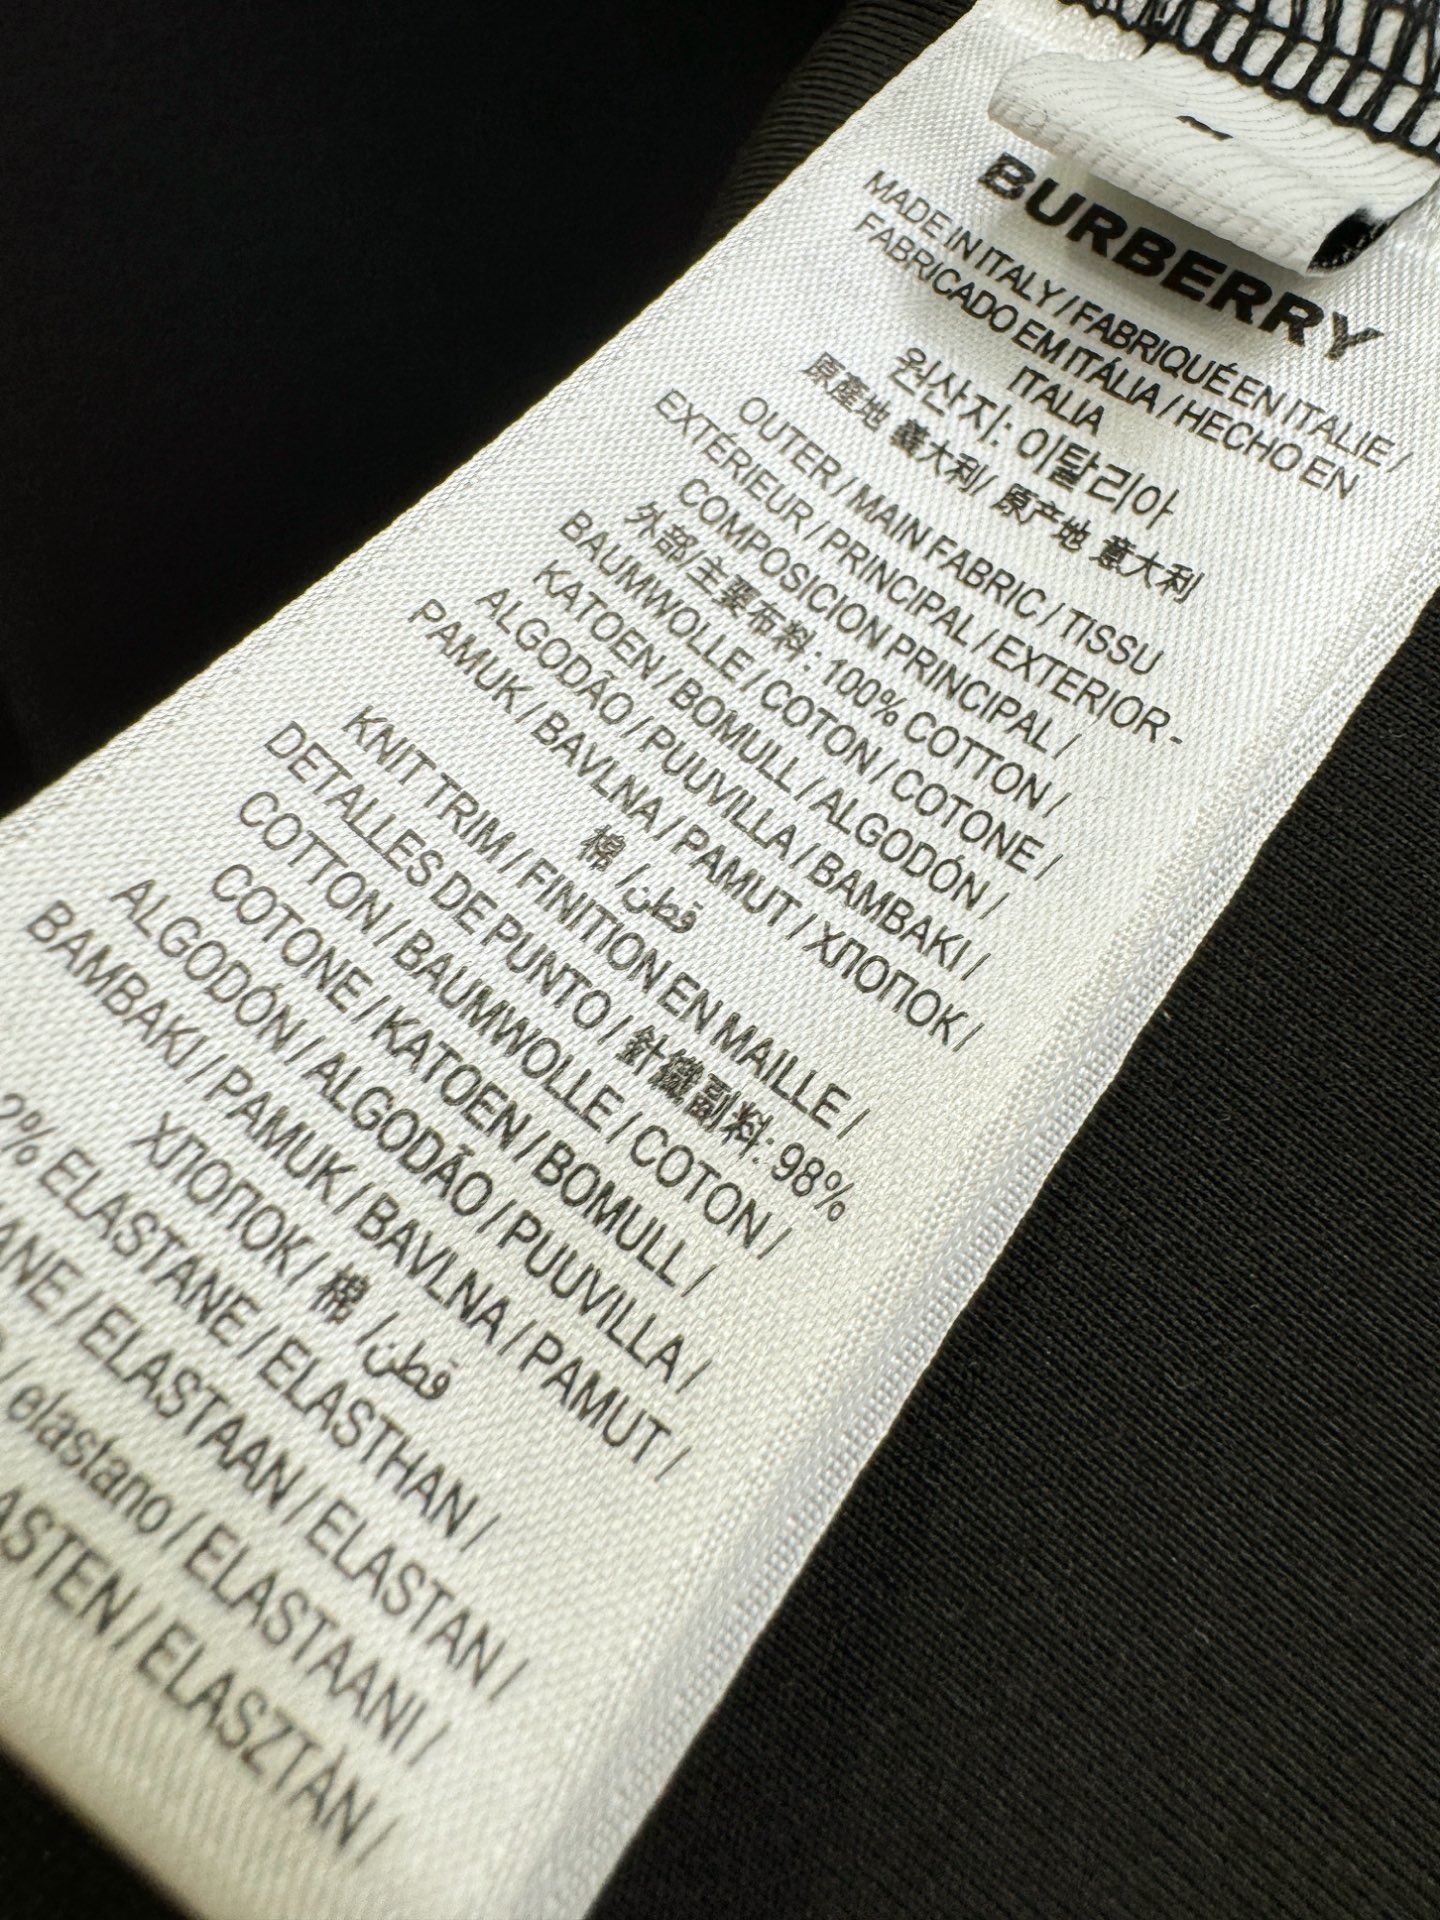 BURBERRY
MADE IN ITALY / FABRIQUÉ EN ITALIE /
FABRICADO EM ITÁLIA / HECHO EN
ITALIA
원산지: 이탈리아
原產地 義大利/ 原产地 意大利
OUTER / MAIN FABRIC / TISSU
EXTÉRIEUR / PRINCIPAL / EXTERIOR -
COMPOSICION PRINCIPAL /
外部/主要布料: 100% COTTON /
BAUMWOLLE / COTON / COTONE /
KATOEN / BOMULL / ALGODÓN /
ALGODÃO / PUUVILLA / BAMBAKI /
PAMUK / BAVLNA / PAMUT / ХЛОПОК /
棉 / قطن
KNIT TRIM / FINITION EN MAILLE /
DETALLES DE PUNTO / 針織副料: 98%
COTTON / BAUMWOLLE / COTON /
COTONE / KATOEN / BOMULL /
ALGODÓN / ALGODÃO / PUUVILLA /
BAMBAKI / PAMUK / BAVLNA / PAMUT /
ХЛОПОК / 棉 / قطن
2% ELASTANE / ELASTHAN /
ANE / ELASTAAN / ELASTAN /
/ elastano / ELASTAANI /
ASTEN / ELASZTÀN /